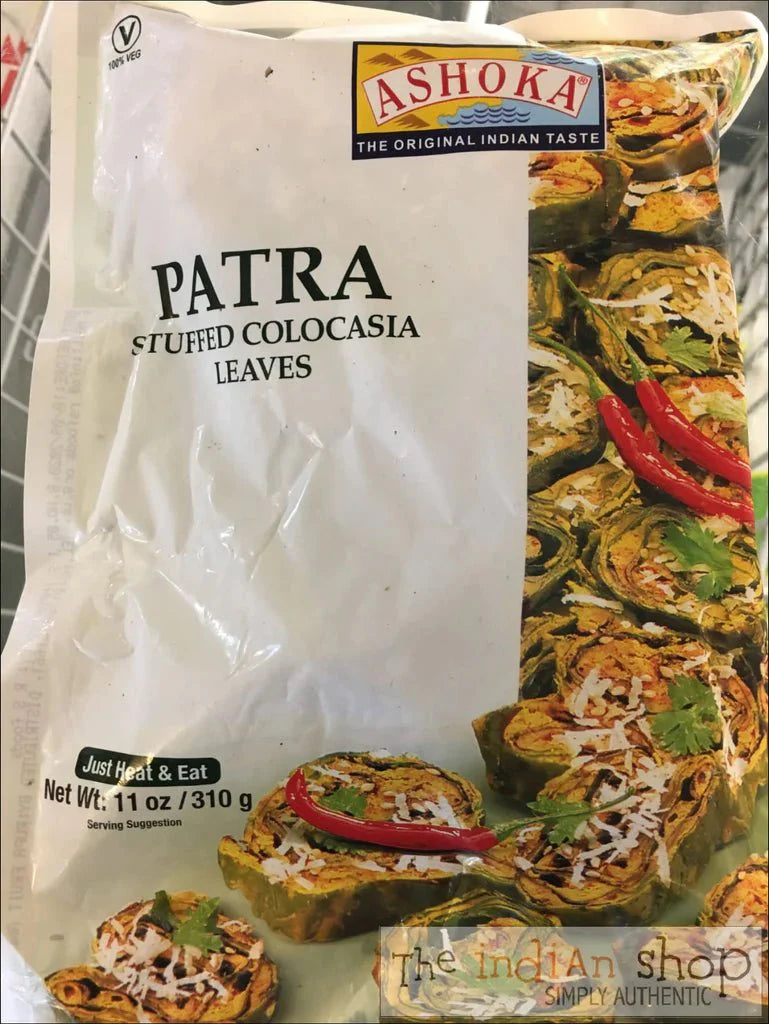 V
100% VEG
ASHOKA®
THE ORIGINAL INDIAN TASTE
PATRA
STUFFED COLOCASIA
LEAVES
Just Heat & Eat
Net Wt: 11 oz / 310 g
Serving Suggestion
The indiAn shop
SIMPLY AUTHENTIC